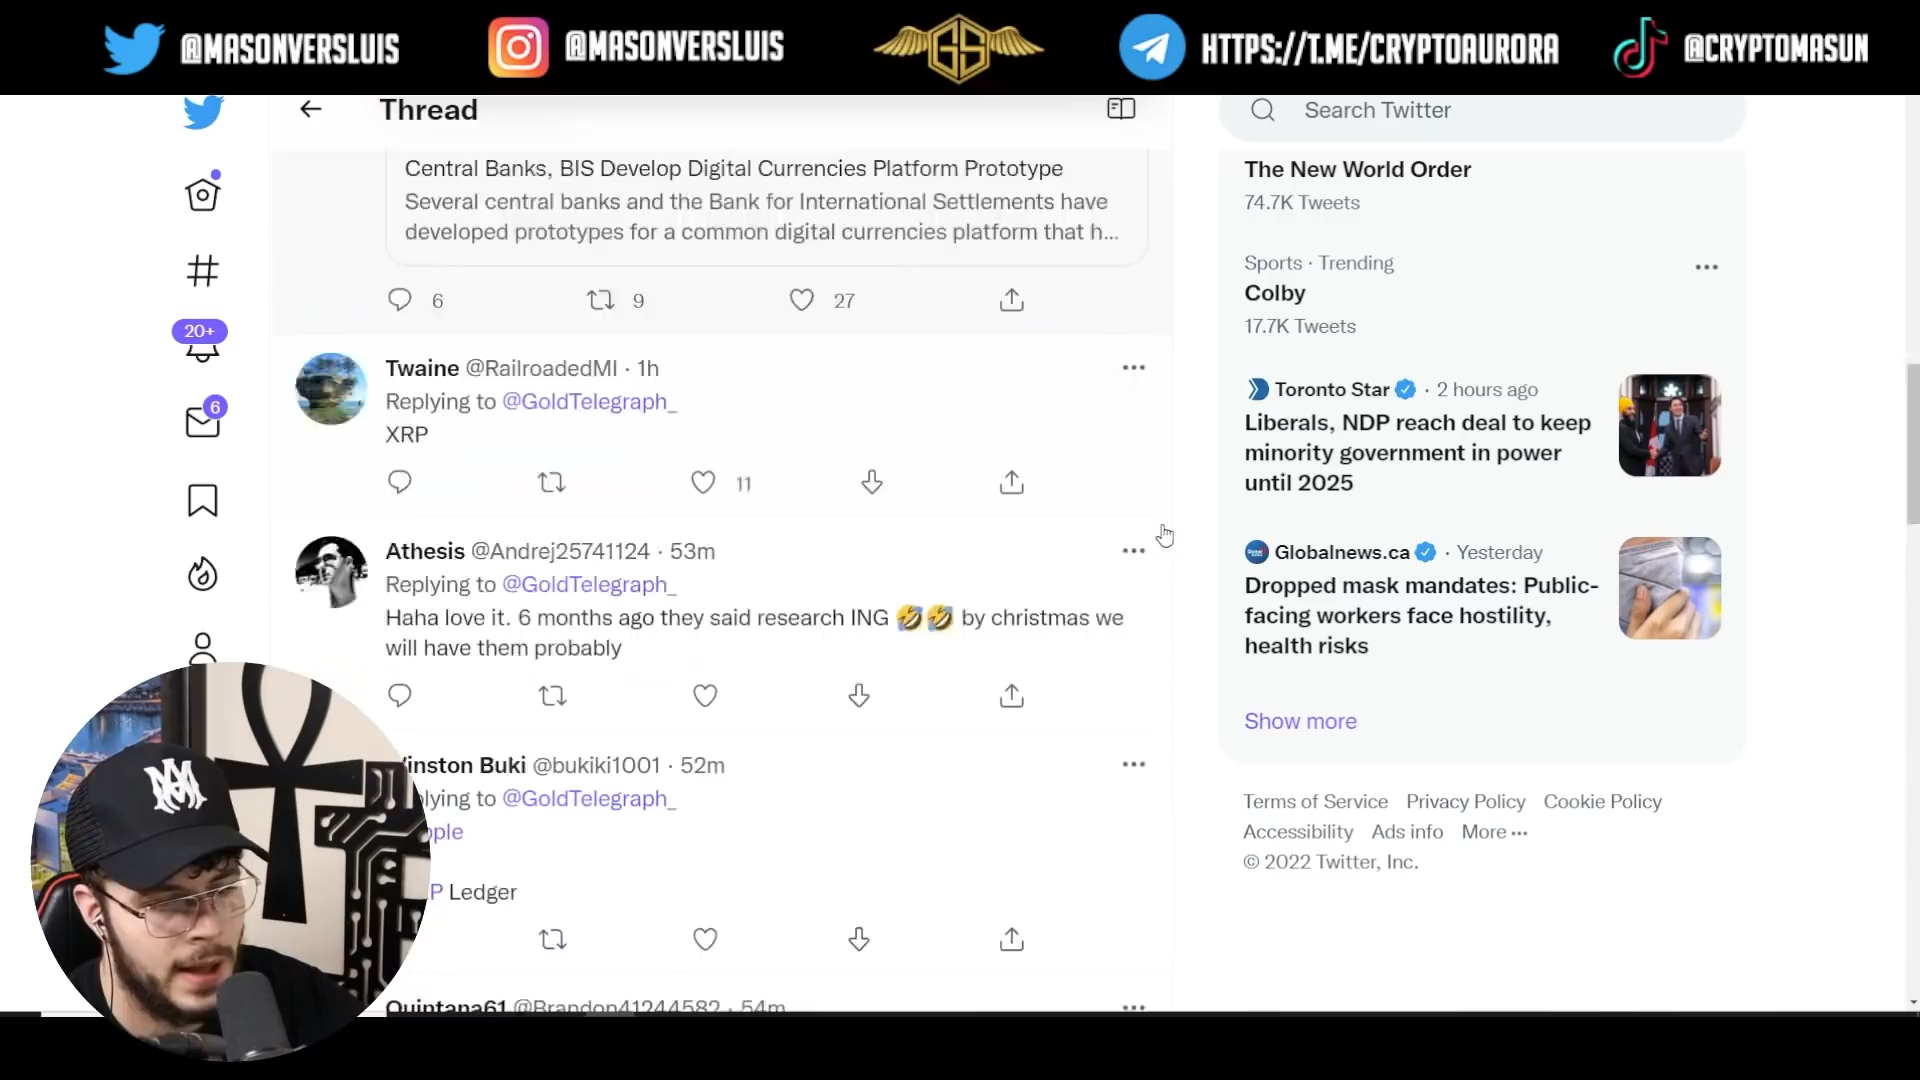 @MASONVERSLUIS
@MASONVERSLUIS
GS
HTTPS://T.ME/CRYPTOAURORA
@CRYPTOMASUN
Thread
Central Banks, BIS Develop Digital Currencies Platform Prototype
Several central banks and the Bank for International Settlements have
developed prototypes for a common digital currencies platform that h...
6
9
27
20+
6
Twaine @RailroadedMI · 1h
Replying to @GoldTelegraph_
XRP
11
Athesis @Andrej25741124 · 53m
Replying to @GoldTelegraph_
Haha love it. 6 months ago they said research ING 🤣🤣 by christmas we
will have them probably
inston Buki @bukiki1001 · 52m
lying to @GoldTelegraph_
pple
P Ledger
Quintana61 @Brandon41244582 · 54m
Search Twitter
The New World Order
74.7K Tweets
Sports · Trending
Colby
17.7K Tweets
Toronto Star · 2 hours ago
Liberals, NDP reach deal to keep
minority government in power
until 2025
Globalnews.ca · Yesterday
Dropped mask mandates: Public-
facing workers face hostility,
health risks
Show more
Terms of Service Privacy Policy Cookie Policy
Accessibility Ads info More ···
© 2022 Twitter, Inc.